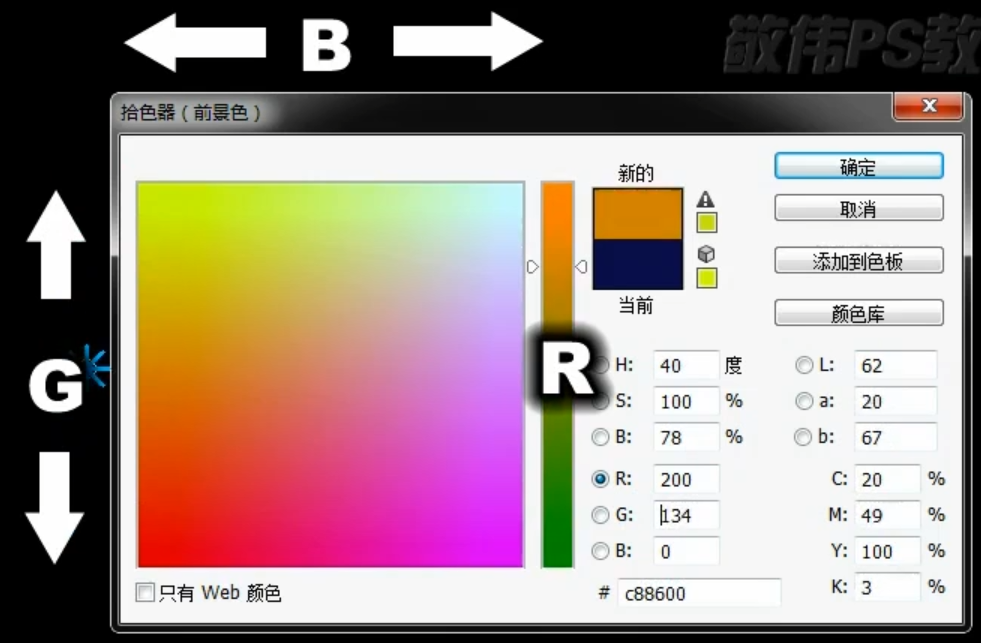 B
敬伟PS教
拾色器（前景色）
新的
确定
取消
添加到色板
当前
颜色库
G
R
H: 40 度
L: 62
S: 100 %
a: 20
B: 78 %
b: 67
R: 200
C: 20 %
G: 134
M: 49 %
B: 0
Y: 100 %
只有 Web 颜色
# c88600
K: 3 %